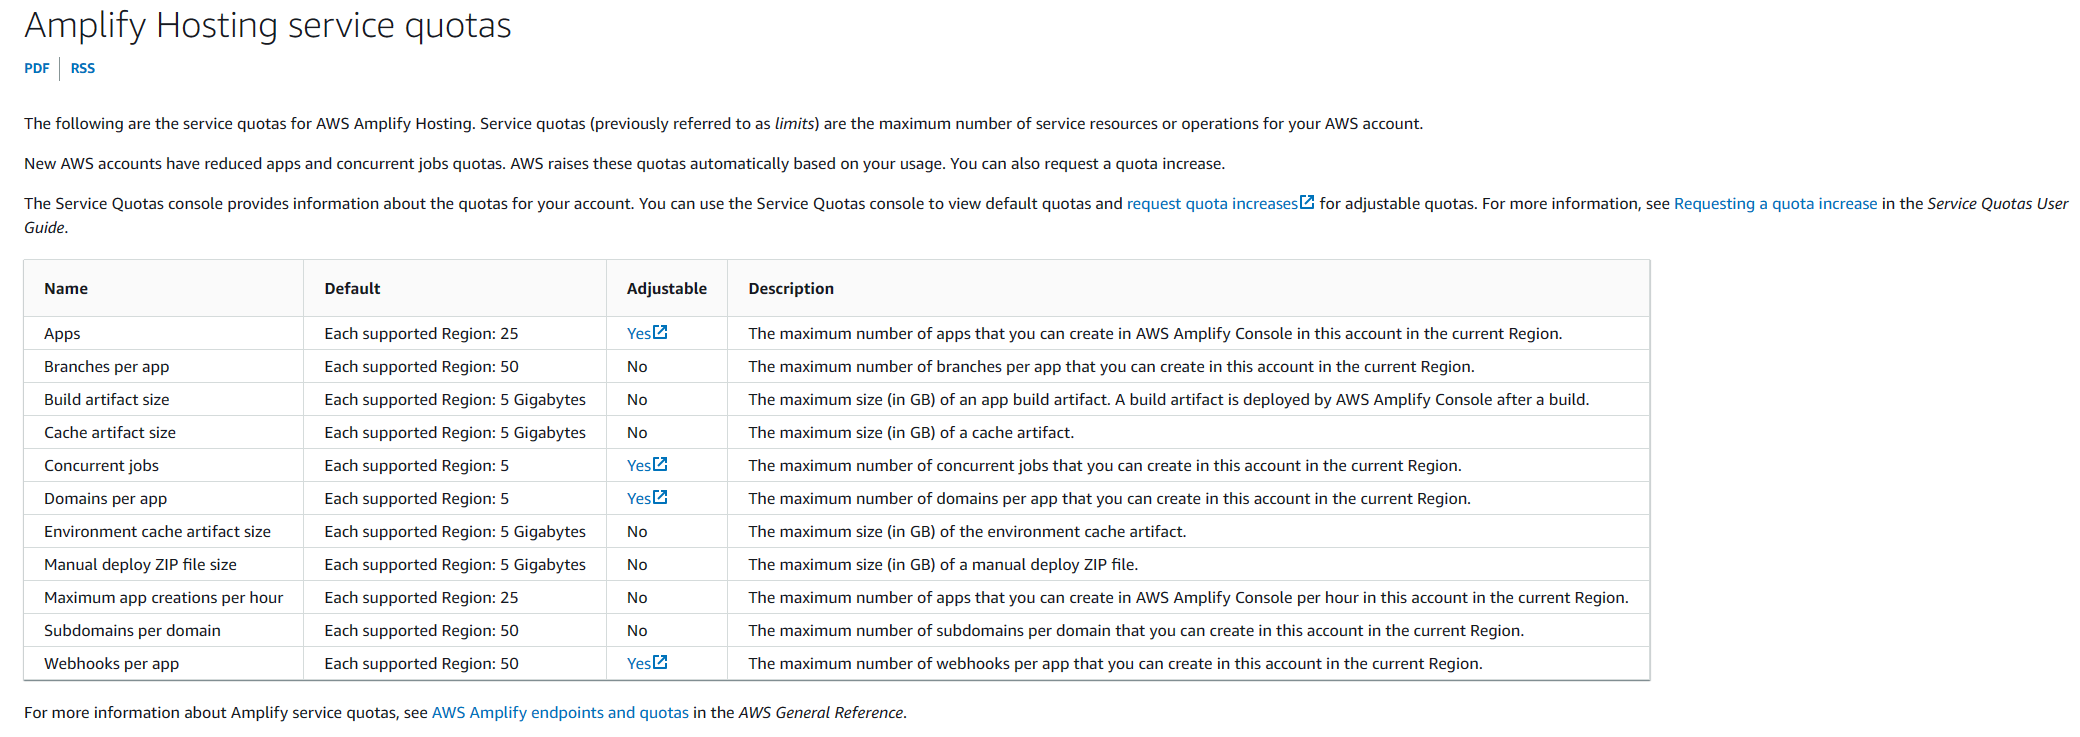 Amplify Hosting service quotas
PDF | RSS
The following are the service quotas for AWS Amplify Hosting. Service quotas (previously referred to as limits) are the maximum number of service resources or operations for your AWS account.
New AWS accounts have reduced apps and concurrent jobs quotas. AWS raises these quotas automatically based on your usage. You can also request a quota increase.
The Service Quotas console provides information about the quotas for your account. You can use the Service Quotas console to view default quotas and request quota increases for adjustable quotas. For more information, see Requesting a quota increase in the Service Quotas User
Guide.
Name Default Adjustable Description
Apps Each supported Region: 25 Yes The maximum number of apps that you can create in AWS Amplify Console in this account in the current Region.
Branches per app Each supported Region: 50 No The maximum number of branches per app that you can create in this account in the current Region.
Build artifact size Each supported Region: 5 Gigabytes No The maximum size (in GB) of an app build artifact. A build artifact is deployed by AWS Amplify Console after a build.
Cache artifact size Each supported Region: 5 Gigabytes No The maximum size (in GB) of a cache artifact.
Concurrent jobs Each supported Region: 5 Yes The maximum number of concurrent jobs that you can create in this account in the current Region.
Domains per app Each supported Region: 5 Yes The maximum number of domains per app that you can create in this account in the current Region.
Environment cache artifact size Each supported Region: 5 Gigabytes No The maximum size (in GB) of the environment cache artifact.
Manual deploy ZIP file size Each supported Region: 5 Gigabytes No The maximum size (in GB) of a manual deploy ZIP file.
Maximum app creations per hour Each supported Region: 25 No The maximum number of apps that you can create in AWS Amplify Console per hour in this account in the current Region.
Subdomains per domain Each supported Region: 50 No The maximum number of subdomains per domain that you can create in this account in the current Region.
Webhooks per app Each supported Region: 50 Yes The maximum number of webhooks per app that you can create in this account in the current Region.
For more information about Amplify service quotas, see AWS Amplify endpoints and quotas in the AWS General Reference.